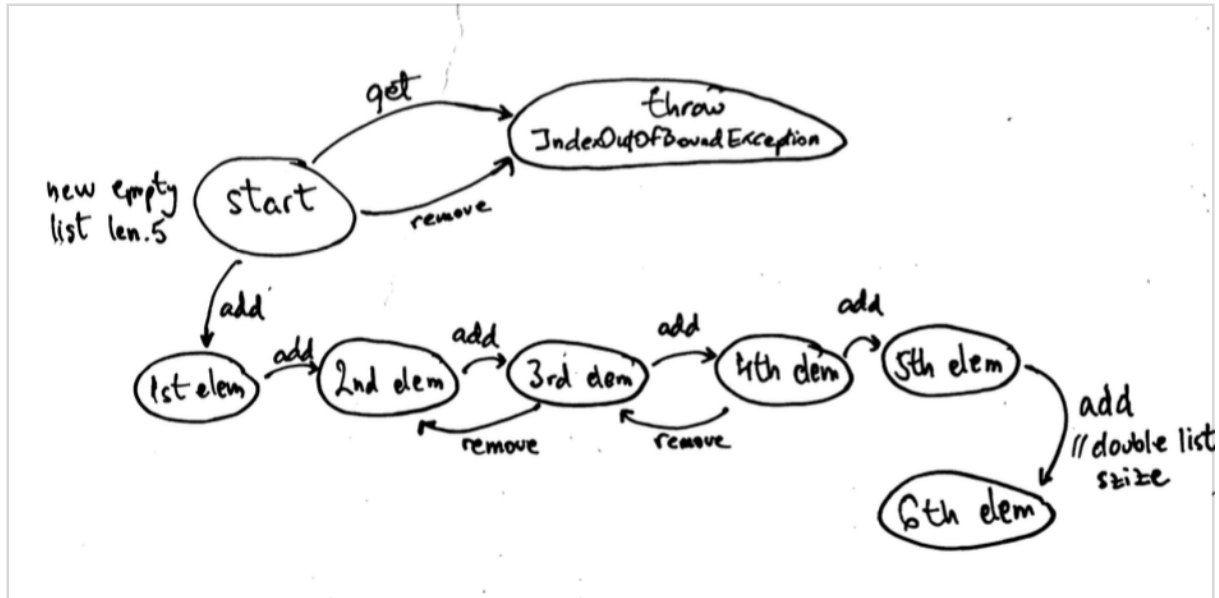 get
throw
IndexOutOfBoundException
new empty
list len.5
start
remove
add
add
add
add
add
1st elem
2nd elem
3rd elem
4th elem
5th elem
remove
remove
add
// double list
szize
6th elem